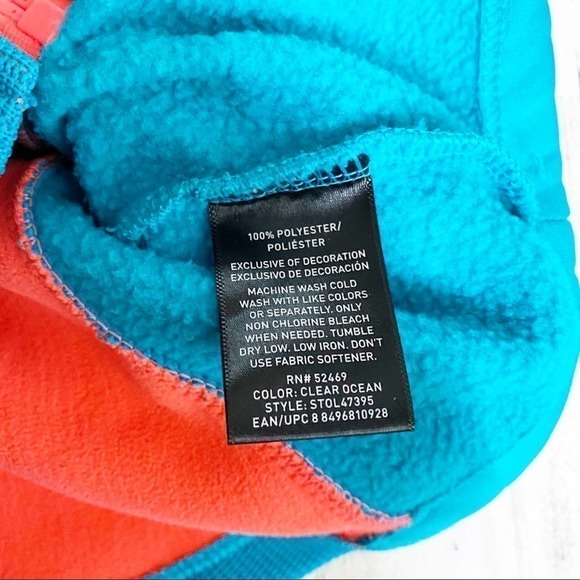 100% POLYESTER/
POLIÉSTER
EXCLUSIVE OF DECORATION
EXCLUSIVO DE DECORACIÓN
MACHINE WASH COLD
WASH WITH LIKE COLORS
OR SEPARATELY. ONLY
NON CHLORINE BLEACH
WHEN NEEDED. TUMBLE
DRY LOW. LOW IRON. DON'T
USE FABRIC SOFTENER.
RN# 52469
COLOR: CLEAR OCEAN
STYLE: STOL47395
EAN/UPC 8 8496810928